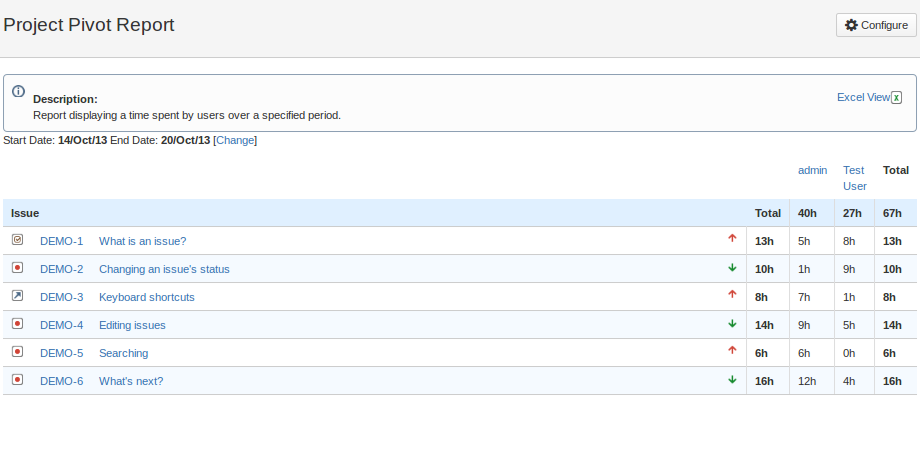 Project Pivot Report
Configure
Description:
Report displaying a time spent by users over a specified period.
Excel View
Start Date: 14/Oct/13 End Date: 20/Oct/13 [Change]
admin Test User Total
Issue Total 40h 27h 67h
DEMO-1 What is an issue? 13h 5h 8h 13h
DEMO-2 Changing an issue's status 10h 1h 9h 10h
DEMO-3 Keyboard shortcuts 8h 7h 1h 8h
DEMO-4 Editing issues 14h 9h 5h 14h
DEMO-5 Searching 6h 6h 0h 6h
DEMO-6 What's next? 16h 12h 4h 16h